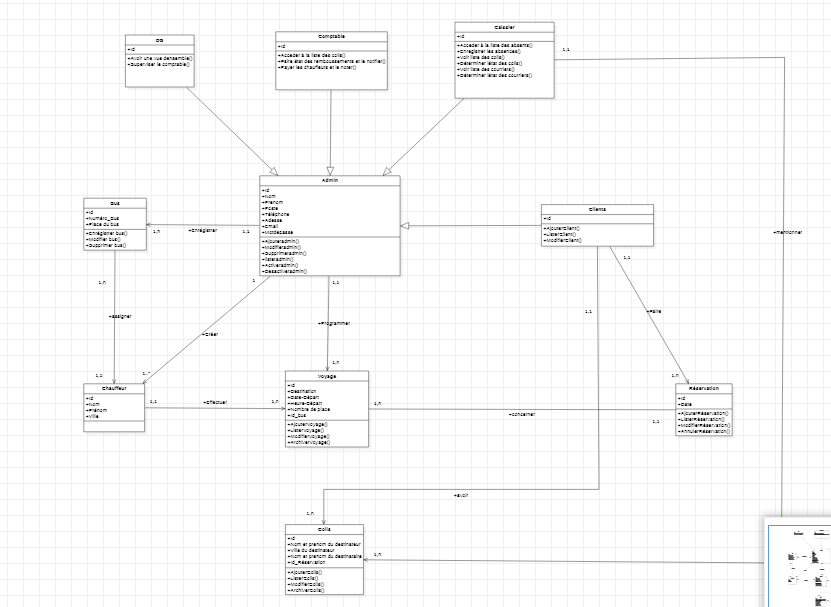 DG
+id
+Avoir une vue densemble()
+Superviser le comptable()
Comptable
+id
+Acceder à la liste des colis()
+Faire état des remboursements et le notifier()
+Payer les chauffeurs et le noter()
Caissier
+id
+Acceder à la liste des absents()
+Enregistrer les absences()
+Voir liste des colis()
+Déterminer létat des colis()
+Voir liste des courriers()
+Déterminer létat des courriers()
1,1
+mentionner
Admin
+id
+Nom
+Prenom
+Poste
+Téléphone
+Adesse
+Email
+Motdepasse
+Ajouteradmin()
+Modifieradmin()
+Supprimeradmin()
+listeradmin()
+Activeradmin()
+Desactiveradmin()
Bus
+id
+Numéro_Bus
+Place du bus
+Enregistrer bus()
+Modifier bus()
+Supprimer bus()
1,n
+Enregistrer
1,1
Clients
+id
+AjouterClient()
+ListerClient()
+ModifierClient()
1,n
+assigner
1,1
1
+Créer
1..*
1,1
+Programmer
1,n
1,1
1,1
+Faire
1,n
Chauffeur
+id
+Nom
+Prénom
+Ville
1,1
+Effectuer
1,n
Voyage
+id
+Destination
+Date-Départ
+Heure-Départ
+Nombre de place
+id_bus
+Ajoutervoyage()
+Listervoyage()
+Modifiervoyage()
+Archivervoyage()
1,n
+concerner
1,1
Réservation
+id
+Date
+AjouterRéservation()
+ListerRéservation()
+ModifierRéservation()
+AnnulerRéservation()
+avoir
1,n
Colis
+id
+Nom et prenom du destinateur
+Ville du destinateur
+Nom et prenom du destinataire
+id_Réservation
+AjouterColis()
+ListerColis()
+ModifierColis()
+ArchiverColis()
1,n